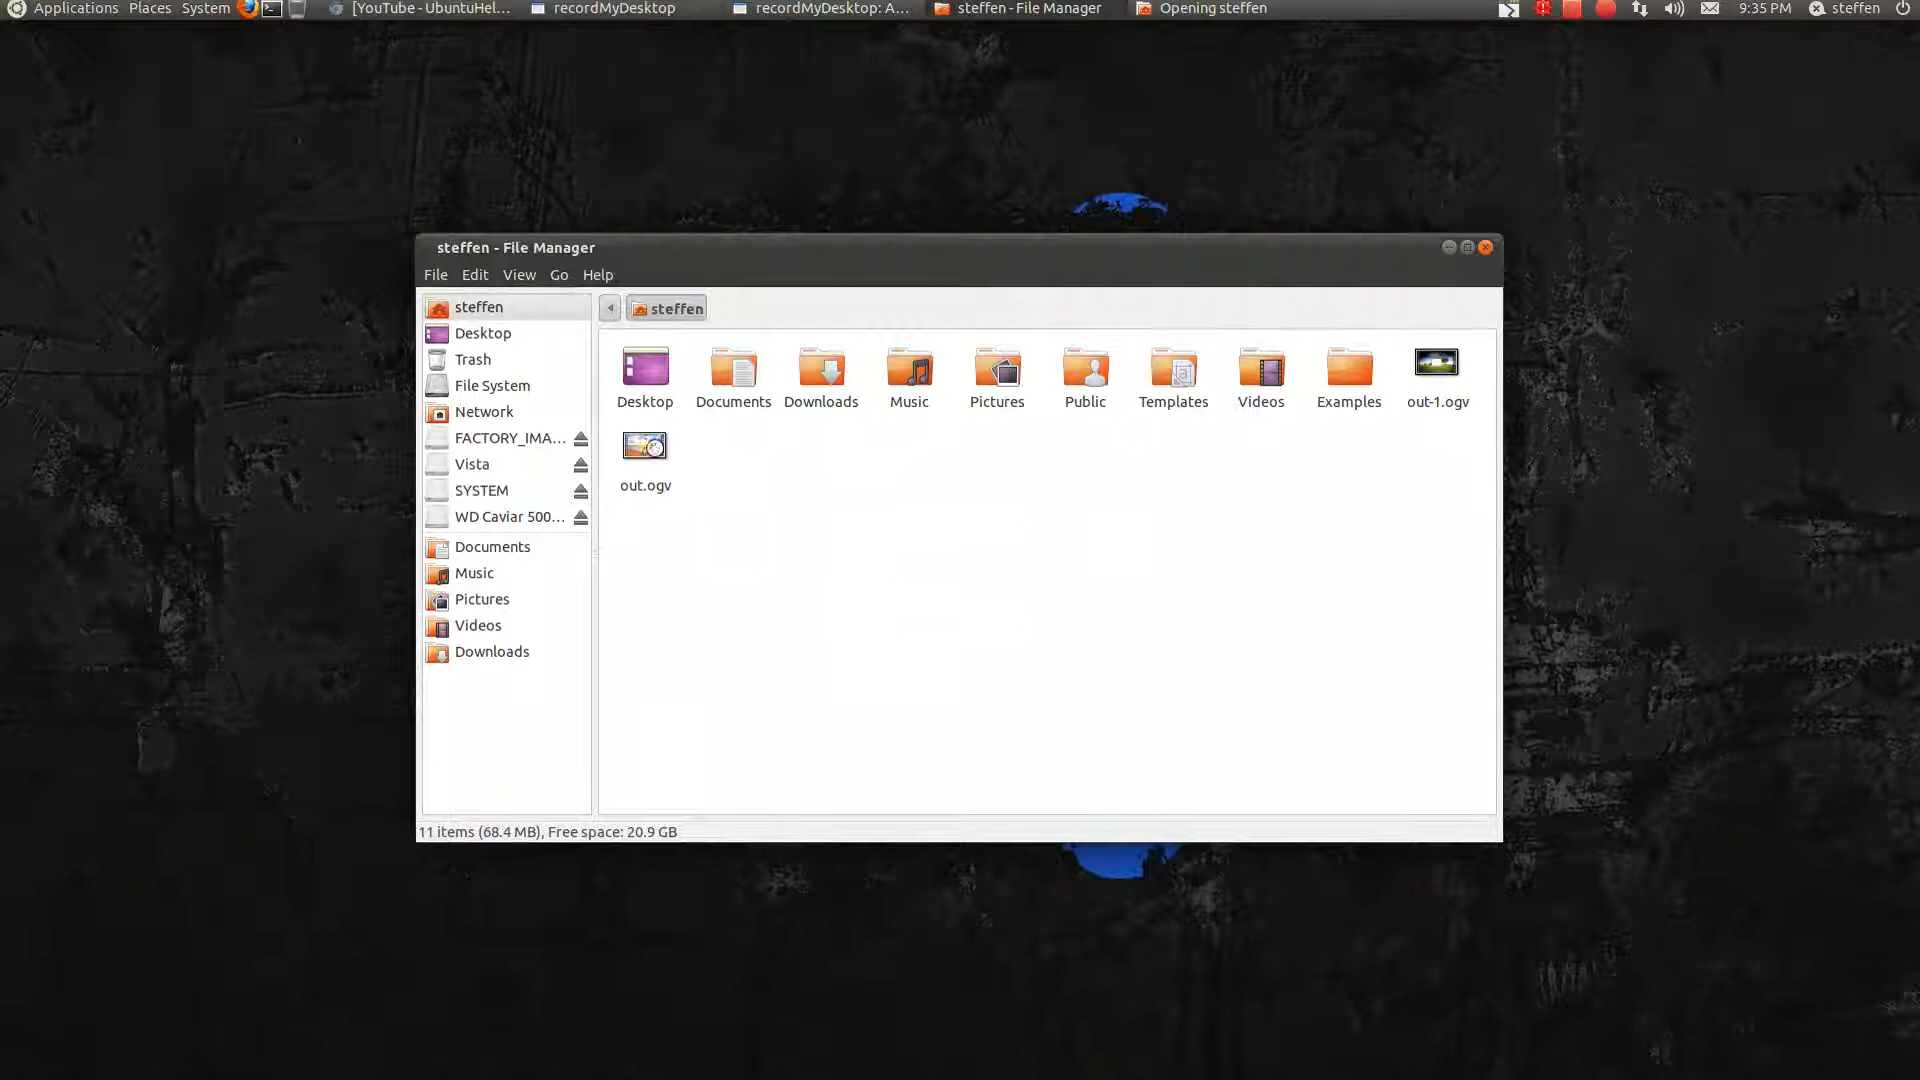 Applications Places System [YouTube - UbuntuHel... recordMyDesktop recordMyDesktop: A... steffen - File Manager Opening steffen 9:35 PM steffen
steffen - File Manager
File Edit View Go Help
steffen
Desktop
Trash
File System
Network
FACTORY_IMA...
Vista
SYSTEM
WD Caviar 500...
Documents
Music
Pictures
Videos
Downloads
steffen
Desktop Documents Downloads Music Pictures Public Templates Videos Examples out-1.ogv
out.ogv
11 items (68.4 MB), Free space: 20.9 GB